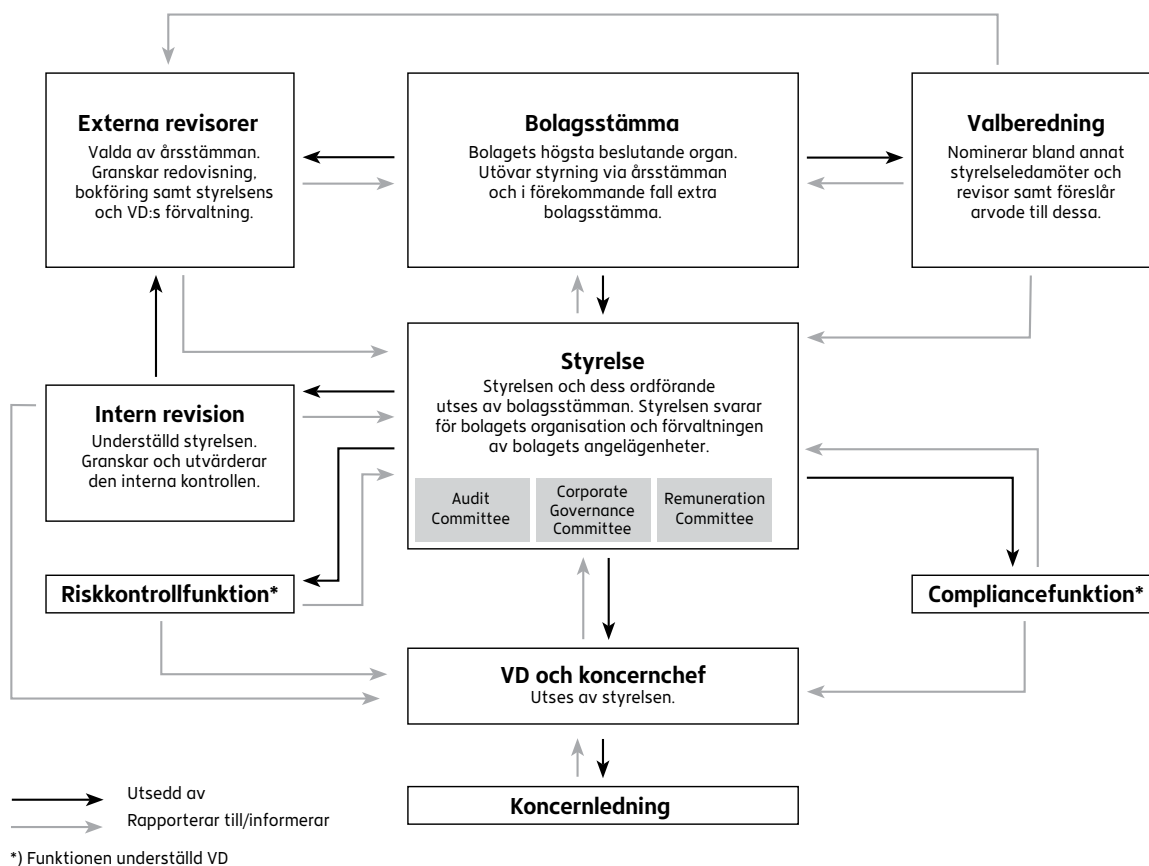 Externa revisorer
Valda av årsstämman.
Granskar redovisning,
bokföring samt styrelsens
och VD:s förvaltning.
Bolagsstämma
Bolagets högsta beslutande organ.
Utövar styrning via årsstämman
och i förekommande fall extra
bolagsstämma.
Valberedning
Nominerar bland annat
styrelseledamöter och
revisor samt föreslår
arvode till dessa.
Styrelse
Styrelsen och dess ordförande
utses av bolagsstämman. Styrelsen svarar
för bolagets organisation och förvaltningen
av bolagets angelägenheter.
Audit
Committee
Corporate
Governance
Committee
Remuneration
Committee
Intern revision
Underställd styrelsen.
Granskar och utvärderar
den interna kontrollen.
Riskkontrollfunktion*
Compliancefunktion*
VD och koncernchef
Utses av styrelsen.
Koncernledning
Utsedd av
Rapporterar till/informerar
*) Funktionen underställd VD